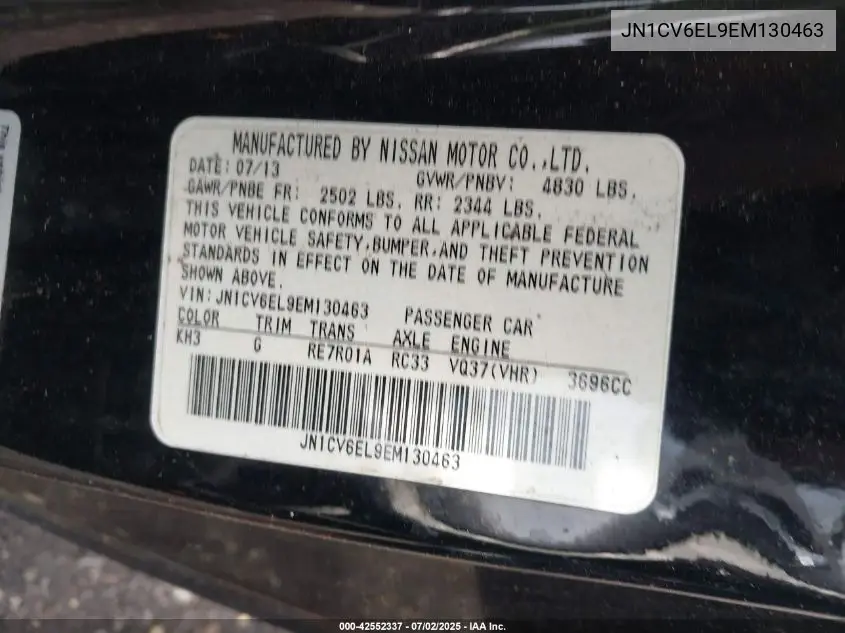 JN1CV6EL9EM130463
MANUFACTURED BY NISSAN MOTOR CO.,LTD.
DATE: 07/13 GVWR/PNBV: 4830 LBS.
GAWR/PNBE FR: 2502 LBS. RR: 2344 LBS.
THIS VEHICLE CONFORMS TO ALL APPLICABLE FEDERAL
MOTOR VEHICLE SAFETY,BUMPER,AND THEFT PREVENTION
STANDARDS IN EFFECT ON THE DATE OF MANUFACTURE
SHOWN ABOVE.
VIN: JN1CV6EL9EM130463 PASSENGER CAR
COLOR TRIM TRANS AXLE ENGINE
KH3 G RE7R01A RC33 VQ37(VHR) 3696CC
JN1CV6EL9EM130463
000-42552337 - 07/02/2025 - IAA Inc.